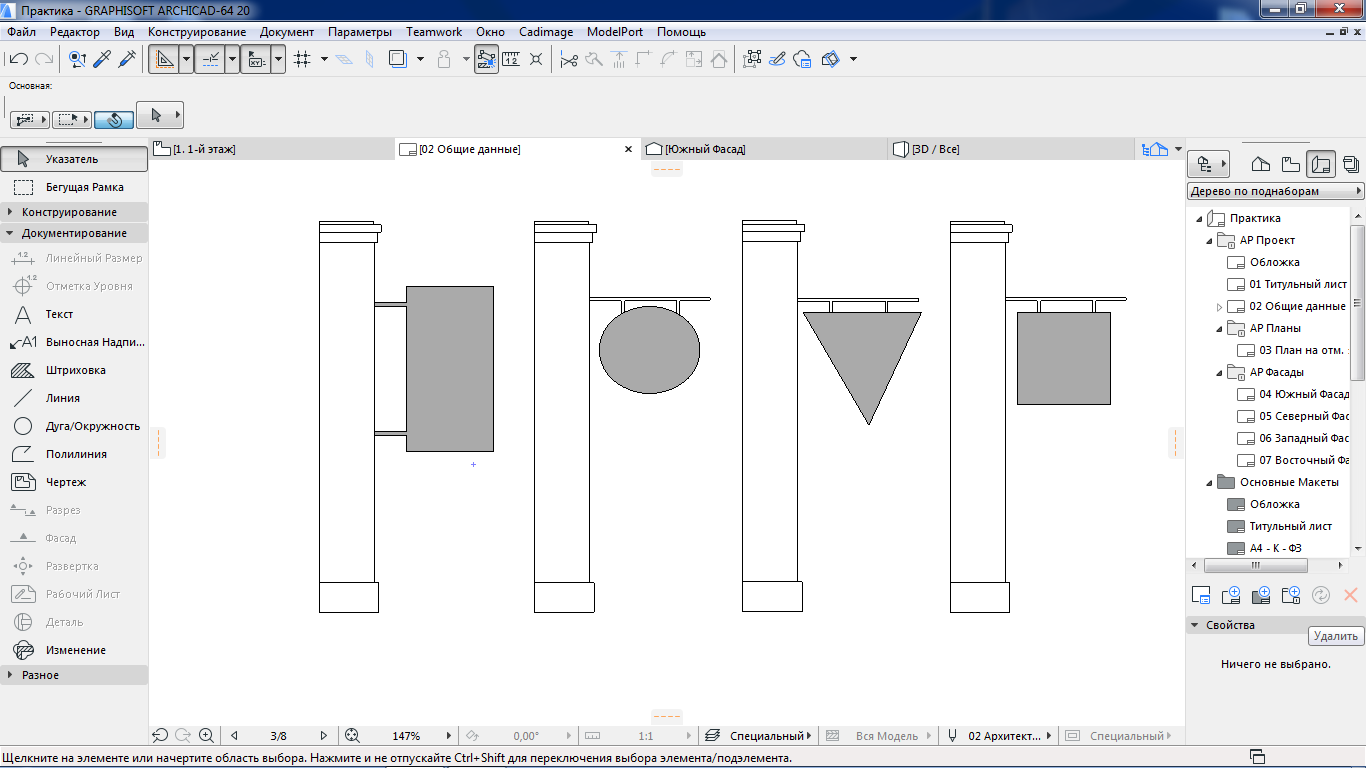 Практика - GRAPHISOFT ARCHICAD-64 20
Файл Редактор Вид Конструирование Документ Параметры Teamwork Окно Cadimage ModelPort Помощь
Основная:
[1. 1-й этаж] [02 Общие данные] [Южный Фасад] [3D / Все]
Указатель
Бегущая Рамка
Конструирование
Документирование
Линейный Размер
Отметка Уровня
Текст
Выносная Надпи...
Штриховка
Линия
Дуга/Окружность
Полилиния
Чертеж
Разрез
Фасад
Развертка
Рабочий Лист
Деталь
Изменение
Разное
Дерево по поднаборам
Практика
АР Проект
Обложка
01 Титульный лист
02 Общие данные
АР Планы
03 План на отм.
АР Фасады
04 Южный Фасад
05 Северный Фас
06 Западный Фас
07 Восточный Фа
Основные Макеты
Обложка
Титульный лист
А4 - К - ФЗ
Свойства
Удалить
Ничего не выбрано.
3/8 147% 0,00° 1:1 Специальный Вся Модель 02 Архитект... Специальный
Щелкните на элементе или начертите область выбора. Нажмите и не отпускайте Ctrl+Shift для переключения выбора элемента/подэлемента.